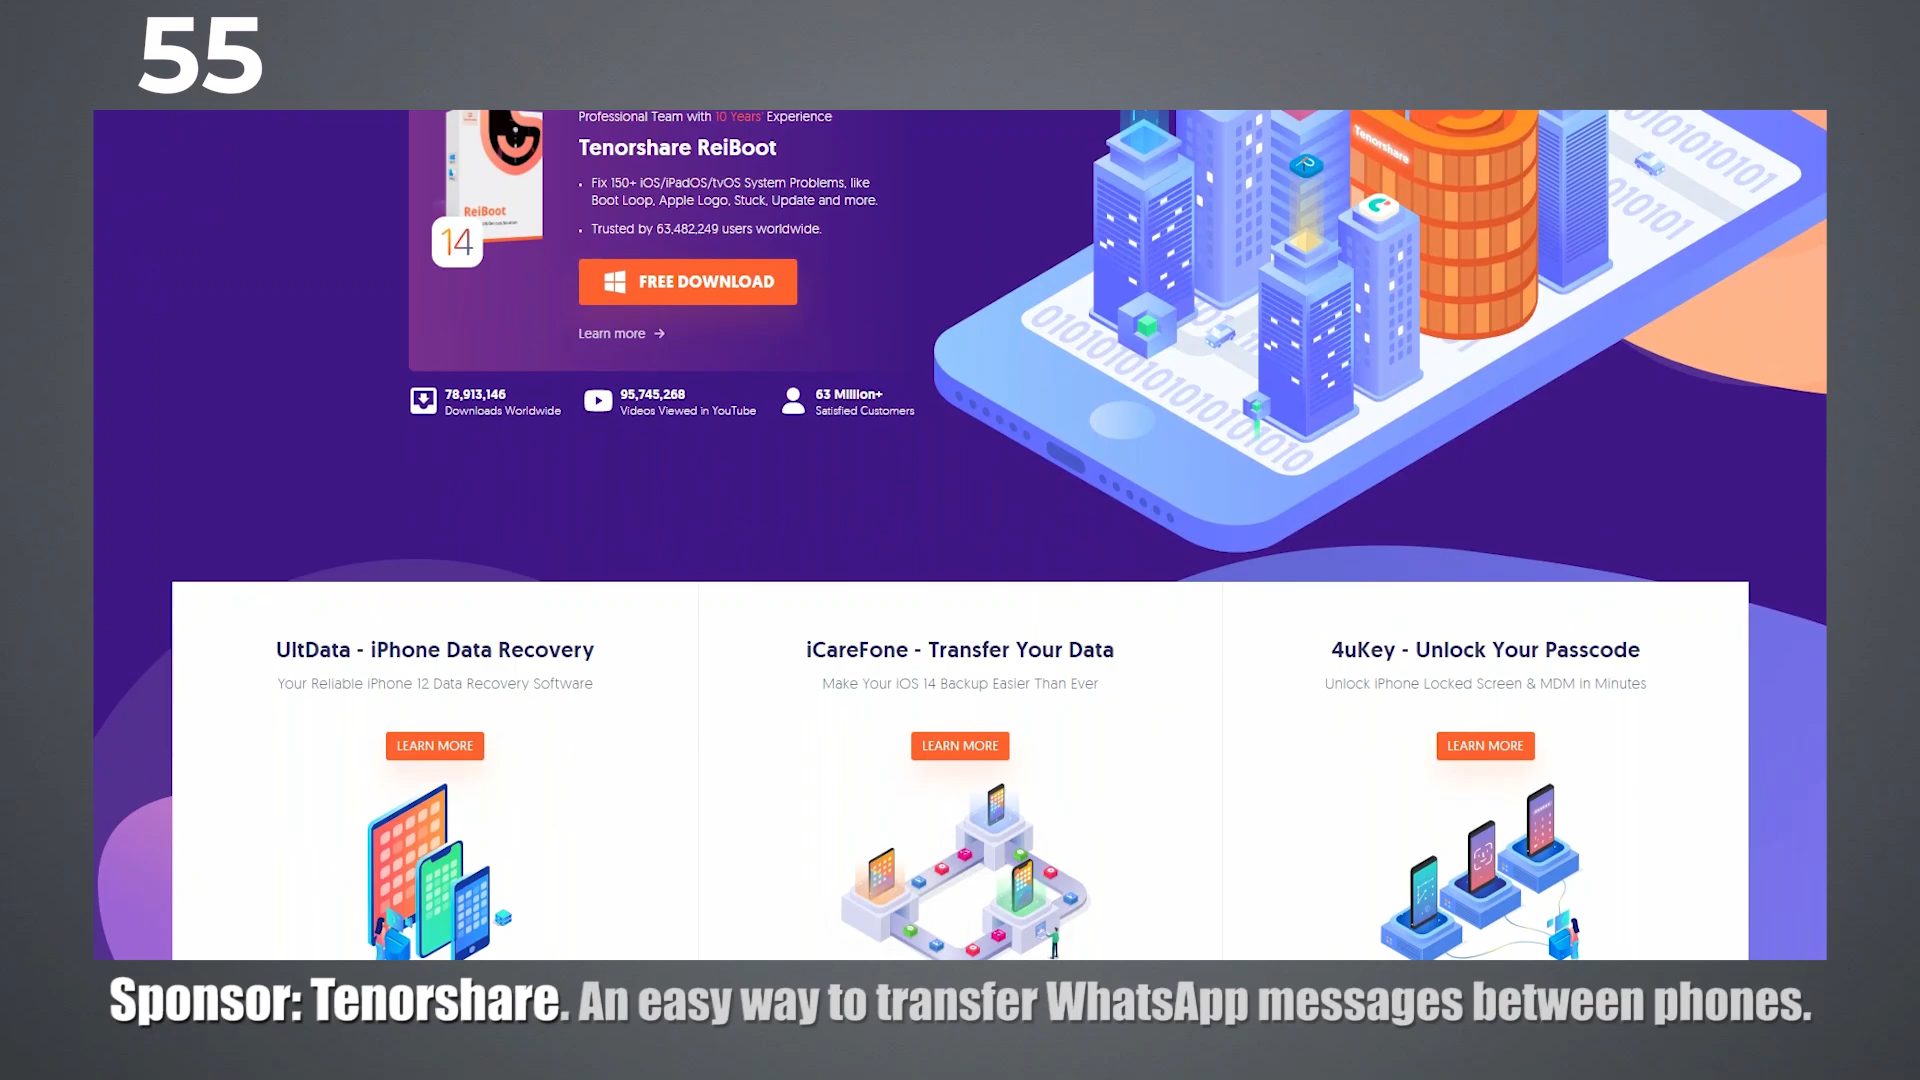 55
Professional Team with 10 Years' Experience
Tenorshare ReiBoot
Fix 150+ iOS/iPadOS/tvOS System Problems, like
Boot Loop, Apple Logo, Stuck, Update and more.
Trusted by 63,482,249 users worldwide.
ReiBoot
14
FREE DOWNLOAD
Learn more →
78,913,146
Downloads Worldwide
95,745,268
Videos Viewed in YouTube
63 Million+
Satisfied Customers
Tenorshare
UltData - iPhone Data Recovery
Your Reliable iPhone 12 Data Recovery Software
LEARN MORE
iCareFone - Transfer Your Data
Make Your iOS 14 Backup Easier Than Ever
LEARN MORE
4uKey - Unlock Your Passcode
Unlock iPhone Locked Screen & MDM in Minutes
LEARN MORE
Sponsor: Tenorshare. An easy way to transfer WhatsApp messages between phones.